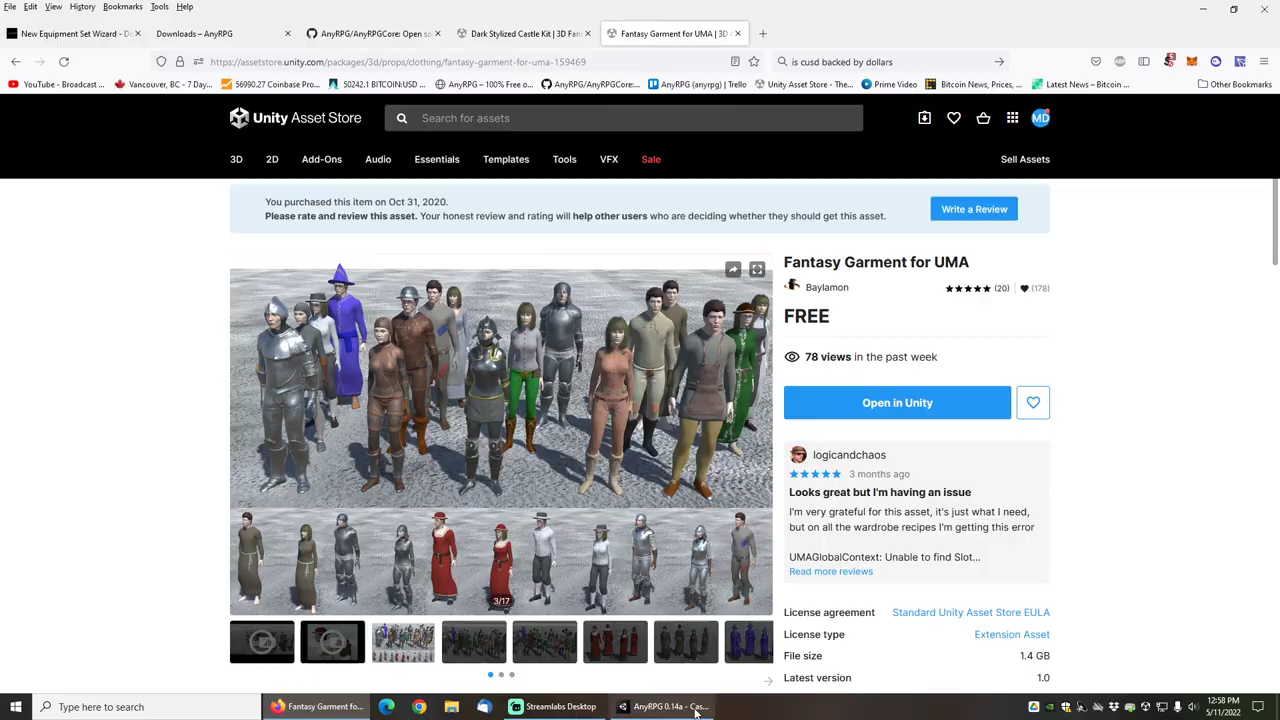 File Edit View History Bookmarks Tools Help
New Equipment Set Wizard - De
Downloads – AnyRPG
AnyRPG/AnyRPGCore: Open so
Dark Stylized Castle Kit | 3D Fan
Fantasy Garment for UMA | 3D
https://assetstore.unity.com/packages/3d/props/clothing/fantasy-garment-for-uma-159469
is cusd backed by dollars
YouTube - Broadcast ... Vancouver, BC - 7 Day... 56990.27 Coinbase Pro... 50242.1 BITCOIN:USD ... AnyRPG – 100% Free o... AnyRPG/AnyRPGCore:... AnyRPG (anyrpg) | Trello Unity Asset Store - The... Prime Video Bitcoin News, Prices, ... Latest News – Bitcoin ... Other Bookmarks
Unity Asset Store
Search for assets
MD
3D 2D Add-Ons Audio Essentials Templates Tools VFX Sale Sell Assets
You purchased this item on Oct 31, 2020.
Please rate and review this asset. Your honest review and rating will help other users who are deciding whether they should get this asset.
Write a Review
Fantasy Garment for UMA
Baylamon
(20) (178)
FREE
78 views in the past week
Open in Unity
logicandchaos
3 months ago
Looks great but I'm having an issue
I'm very grateful for this asset, it's just what I need,
but on all the wardrobe recipes I'm getting this error
UMAGlobalContext: Unable to find Slot...
Read more reviews
3/17
License agreement Standard Unity Asset Store EULA
License type Extension Asset
File size 1.4 GB
Latest version 1.0
Type here to search
Fantasy Garment fo...
Streamlabs Desktop
AnyRPG 0.14a - Cas...
12:58 PM
5/11/2022